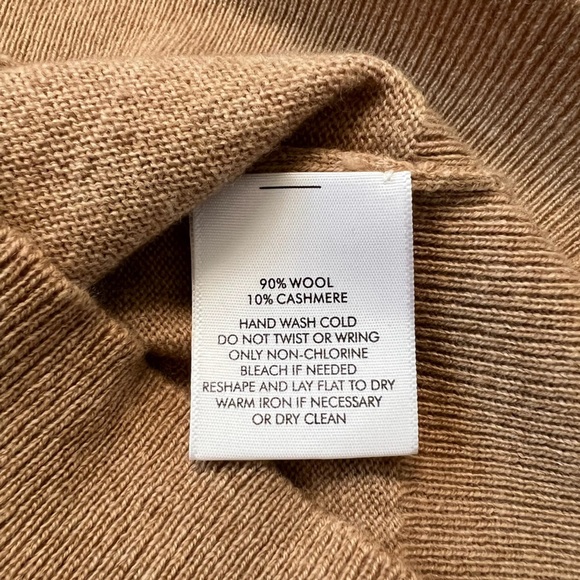 90% WOOL
10% CASHMERE
HAND WASH COLD
DO NOT TWIST OR WRING
ONLY NON-CHLORINE
BLEACH IF NEEDED
RESHAPE AND LAY FLAT TO DRY
WARM IRON IF NECESSARY
OR DRY CLEAN